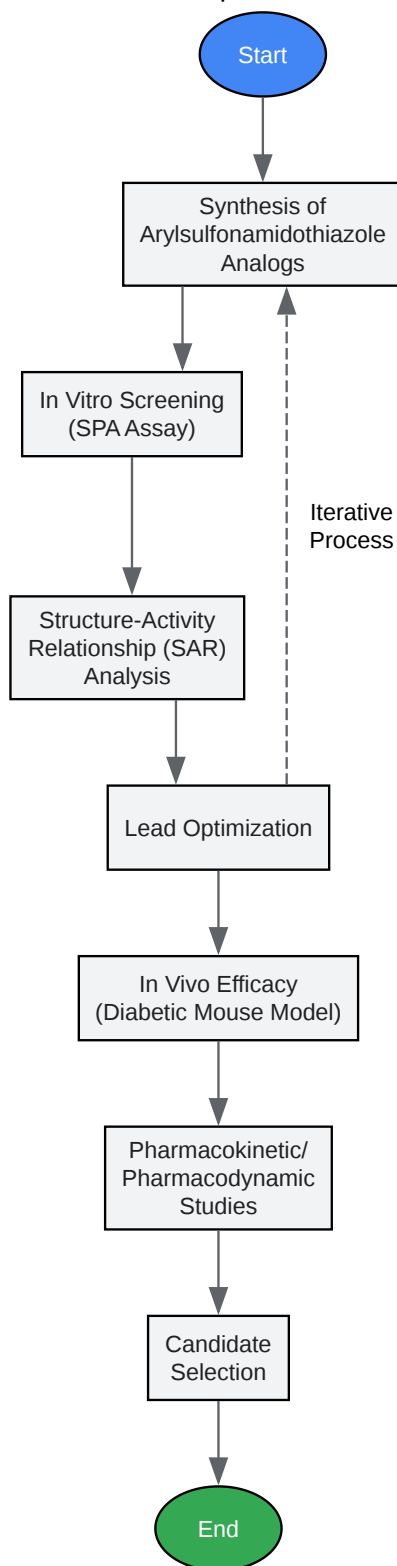 Start
Synthesis of
Arylsulfonamidothiazole
Analogs
In Vitro Screening
(SPA Assay)
Iterative
Process
Structure-Activity
Relationship (SAR)
Analysis
Lead Optimization
In Vivo Efficacy
(Diabetic Mouse Model)
Pharmacokinetic/
Pharmacodynamic
Studies
Candidate
Selection
End